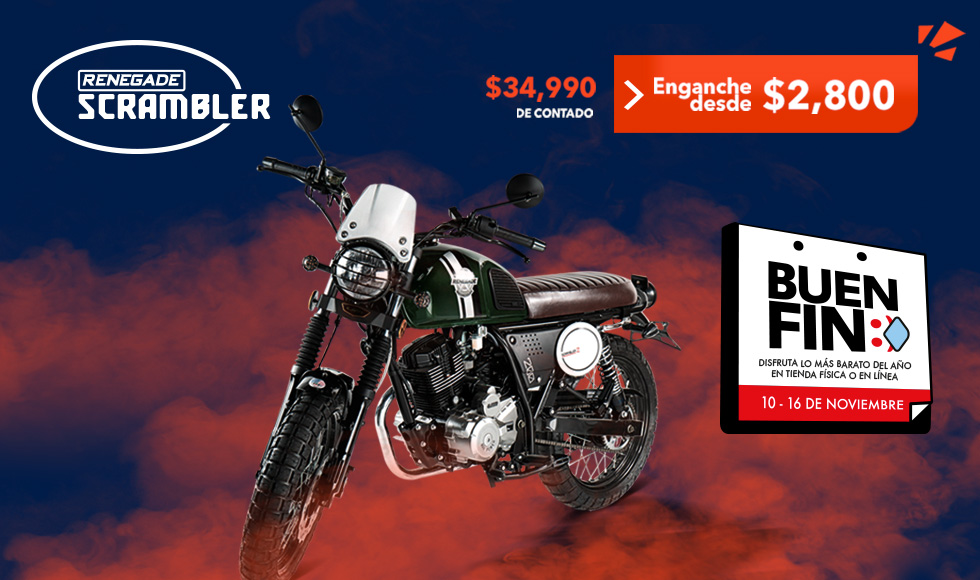 RENEGADE
SCRAMBLER
$34,990
DE CONTADO
Enganche
desde
$2,800
BUEN
FIN
DISFRUTA LO MÁS BARATO DEL AÑO
EN TIENDA FÍSICA O EN LÍNEA
10 - 16 DE NOVIEMBRE